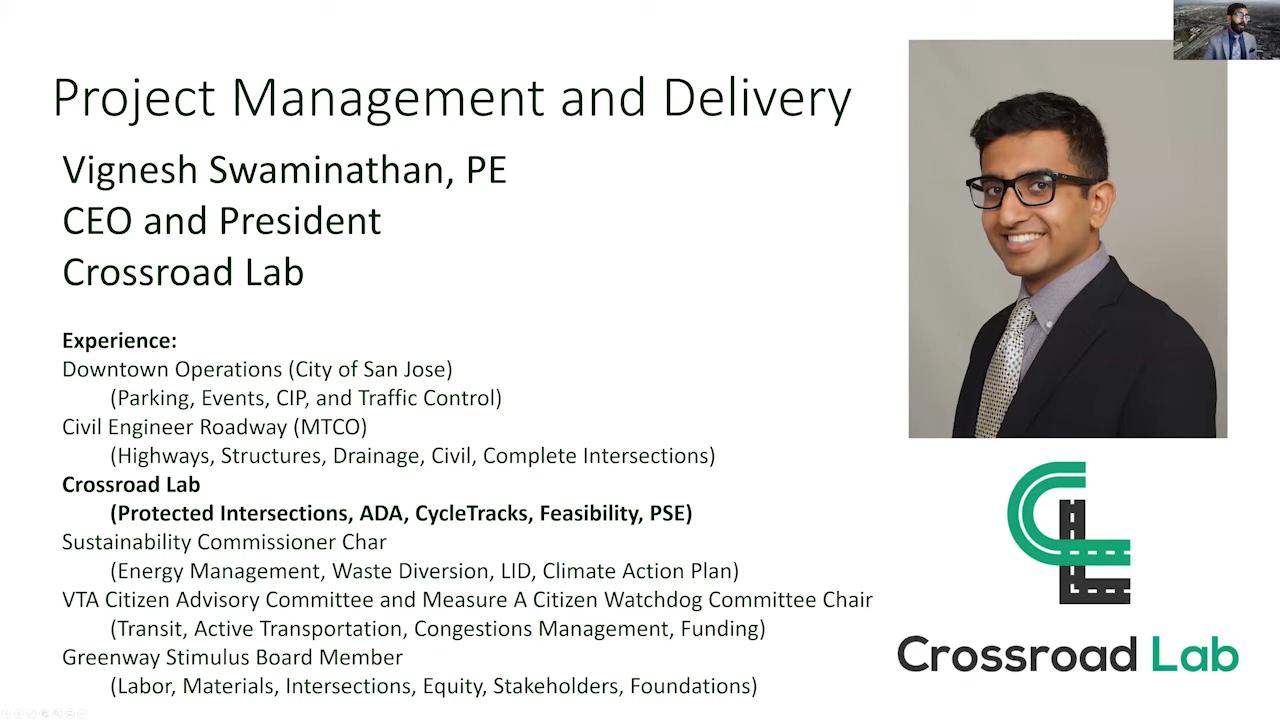 Project Management and Delivery
Vignesh Swaminathan, PE
CEO and President
Crossroad Lab
Experience:
Downtown Operations (City of San Jose)
(Parking, Events, CIP, and Traffic Control)
Civil Engineer Roadway (MTCO)
(Highways, Structures, Drainage, Civil, Complete Intersections)
Crossroad Lab
(Protected Intersections, ADA, CycleTracks, Feasibility, PSE)
Sustainability Commissioner Char
(Energy Management, Waste Diversion, LID, Climate Action Plan)
VTA Citizen Advisory Committee and Measure A Citizen Watchdog Committee Chair
(Transit, Active Transportation, Congestions Management, Funding)
Greenway Stimulus Board Member
(Labor, Materials, Intersections, Equity, Stakeholders, Foundations)
CL
Crossroad Lab